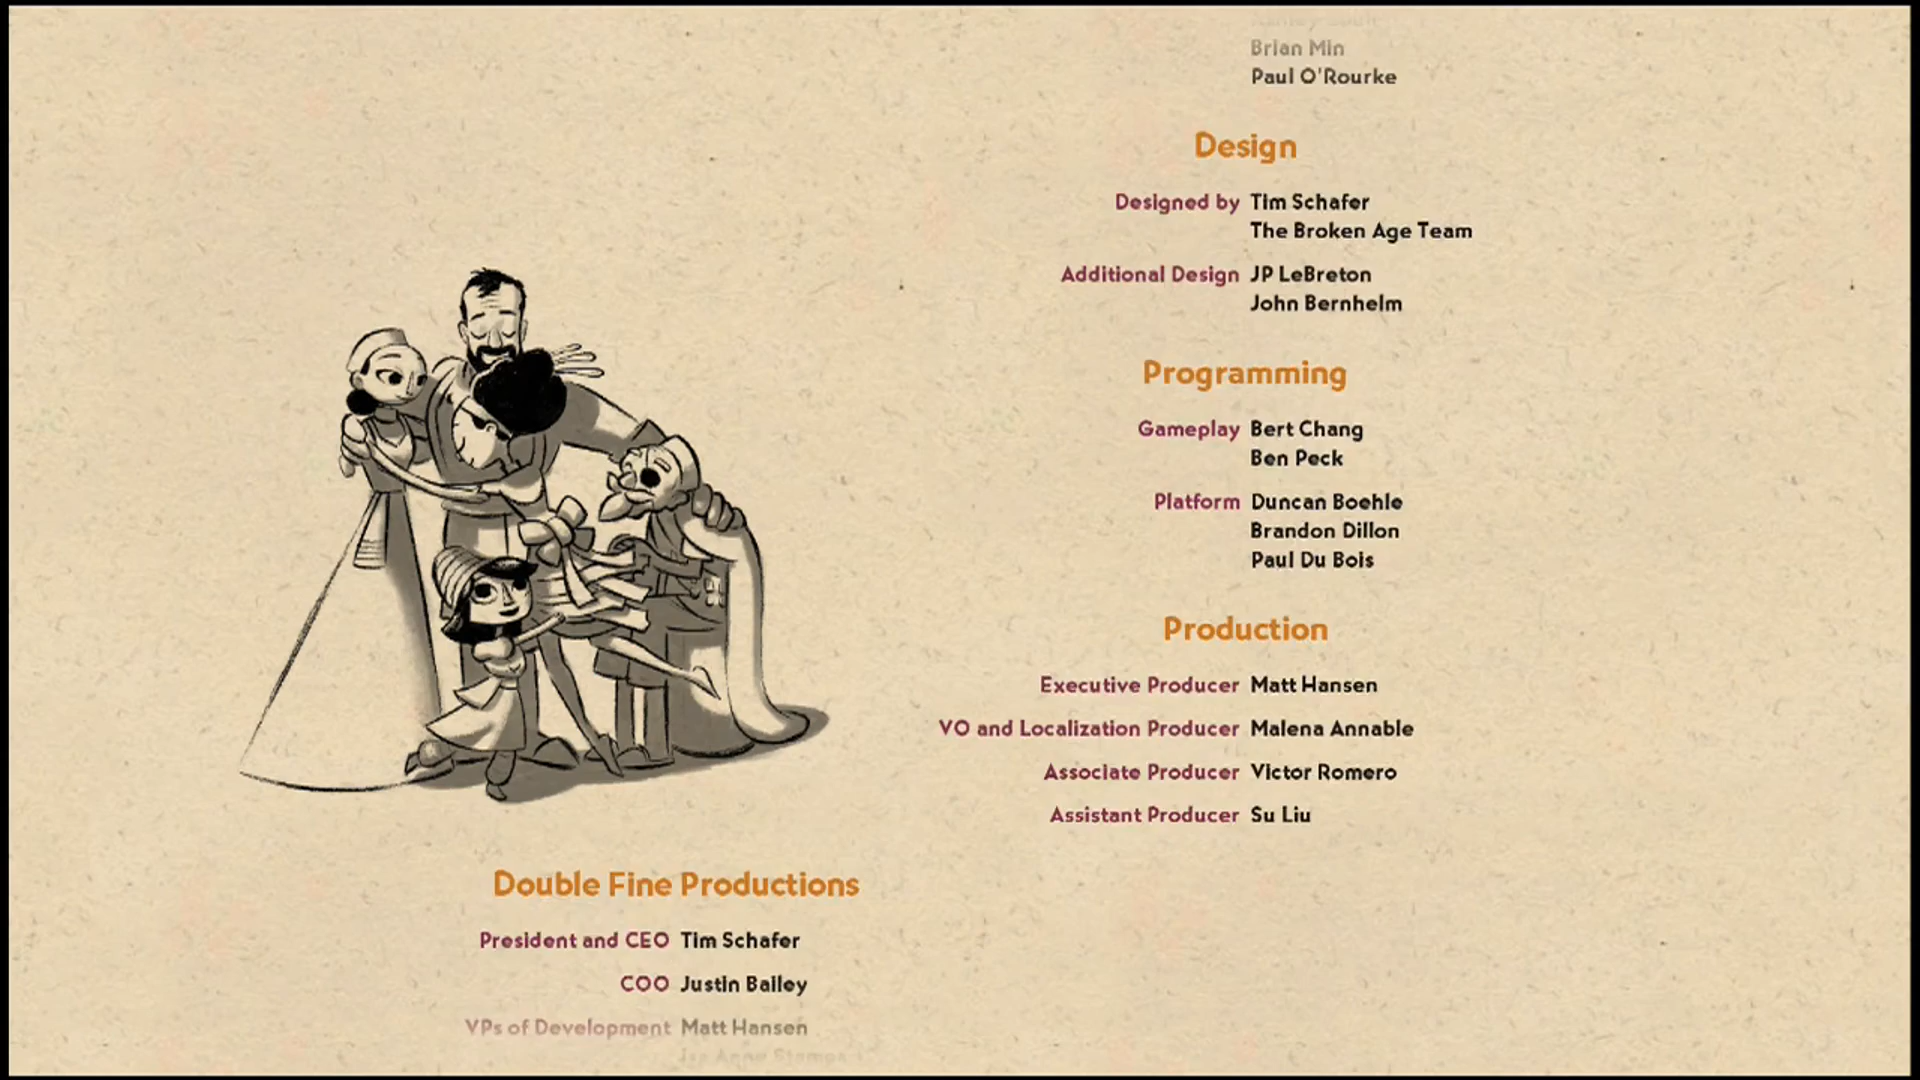 Brian Min
Paul O'Rourke
Design
Designed by Tim Schafer
The Broken Age Team
Additional Design JP LeBreton
John Bernhelm
Programming
Gameplay Bert Chang
Ben Peck
Platform Duncan Boehle
Brandon Dillon
Paul Du Bois
Production
Executive Producer Matt Hansen
VO and Localization Producer Malena Annable
Associate Producer Victor Romero
Assistant Producer Su Liu
Double Fine Productions
President and CEO Tim Schafer
COO Justin Bailey
VPs of Development Matt Hansen